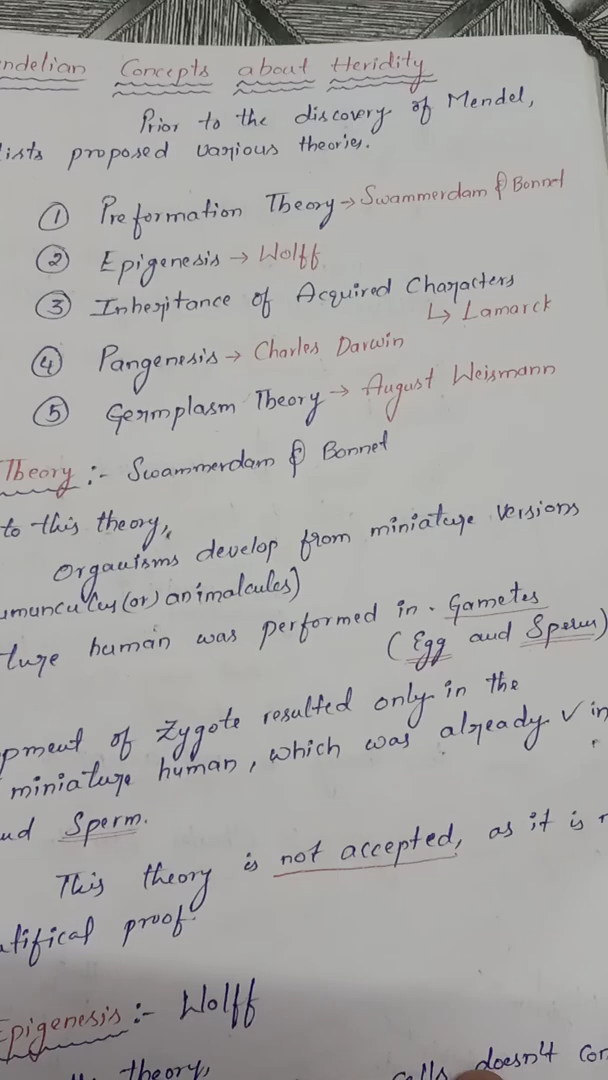 ndelian Concepts about Heridity
Prior to the discovery of Mendel,
ists proposed various theories.
① Preformation Theory → Swammerdam & Bonnet
② Epigenesis → Wolff
③ Inheritance of Acquired Characters
↳ Lamarck
④ Pangenesis → Charles Darwin
⑤ Germplasm Theory → August Weismann
Theory :- Swammerdam & Bonnet
to this theory,
Organisms develop from miniature versions
umunculus (or) animalcules)
ture human was performed in. Gametes
(Egg and Sperm)
opment of Zygote resulted only in the
miniature human, which was already ✓ in
ud Sperm.
This theory is not accepted, as it is
ntifical proof.
Epigenesis :- Wolff
theory,
cells doesn't con